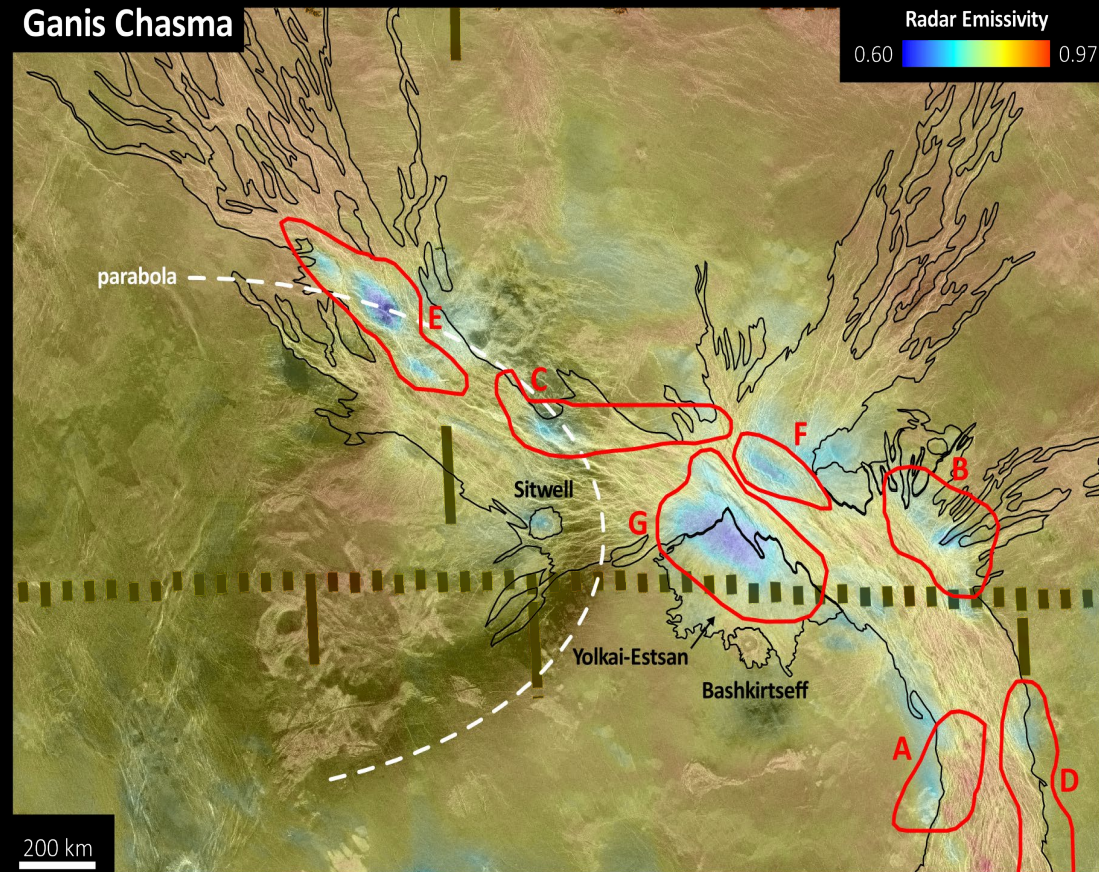 Ganis Chasma
Radar Emissivity
0.60
0.97
parabola
E
C
F
B
Sitwell
G
Yolkai-Estsan
Bashkirtseff
A
D
200 km